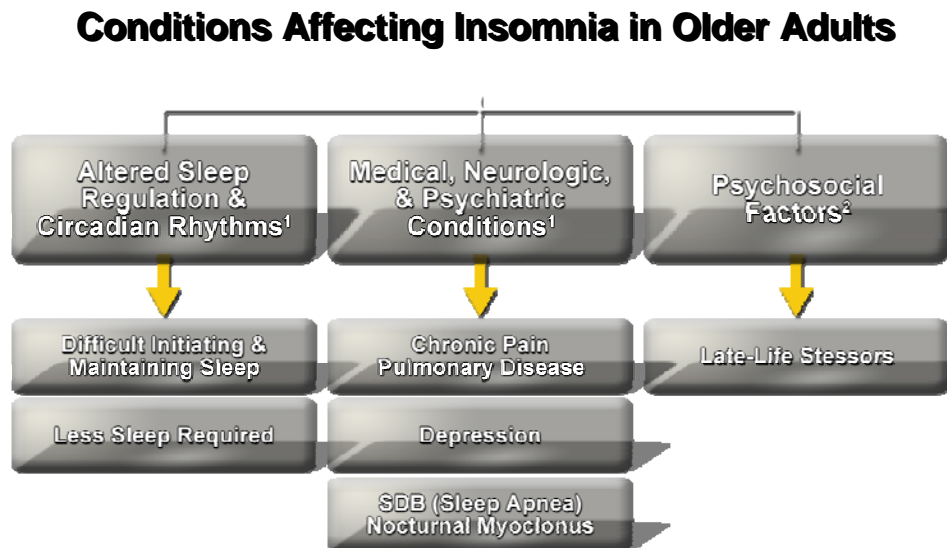 Conditions Affecting Insomnia in Older Adults
Altered Sleep
Regulation &
Circadian Rhythms¹
Medical, Neurologic,
& Psychiatric
Conditions¹
Psychosocial
Factors²
Difficult Initiating &
Maintaining Sleep
Chronic Pain
Pulmonary Disease
Late-Life Stessors
Less Sleep Required
Depression
SDB (Sleep Apnea)
Nocturnal Myoclonus